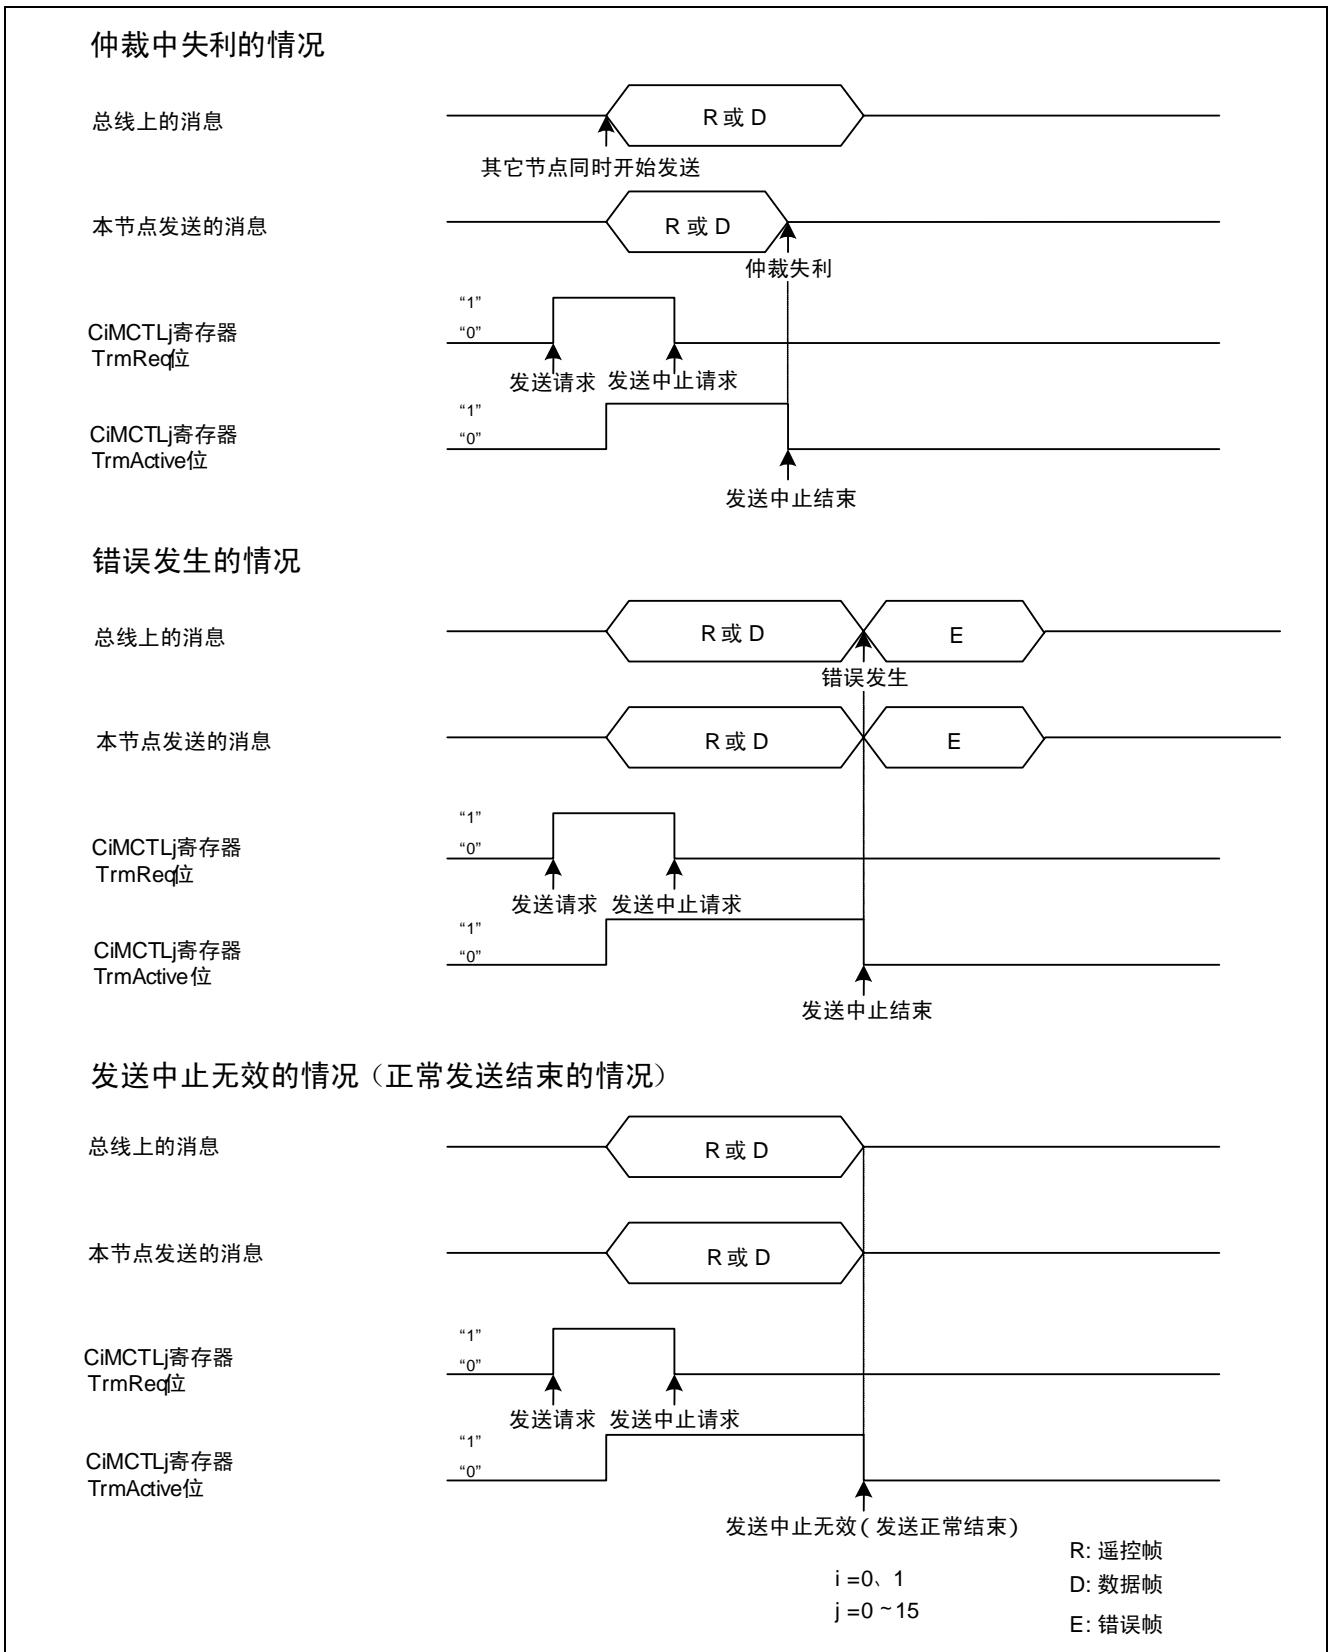 仲裁中失利的情况
总线上的消息
R 或 D
其它节点同时开始发送
本节点发送的消息
R 或 D
仲裁失利
“1”
“0”
CiMCTLj寄存器
TrmReq位
发送请求 发送中止请求
“1”
“0”
CiMCTLj寄存器
TrmActive位
发送中止结束
错误发生的情况
总线上的消息
R 或 D
E
错误发生
本节点发送的消息
R 或 D
E
“1”
“0”
CiMCTLj寄存器
TrmReq位
发送请求 发送中止请求
“1”
“0”
CiMCTLj寄存器
TrmActive位
发送中止结束
发送中止无效的情况（正常发送结束的情况）
总线上的消息
R 或 D
本节点发送的消息
R 或 D
“1”
“0”
CiMCTLj寄存器
TrmReq位
发送请求 发送中止请求
“1”
“0”
CiMCTLj寄存器
TrmActive位
发送中止无效(发送正常结束)
i =0、1
j =0 ~ 15
R: 遥控帧
D: 数据帧
E: 错误帧